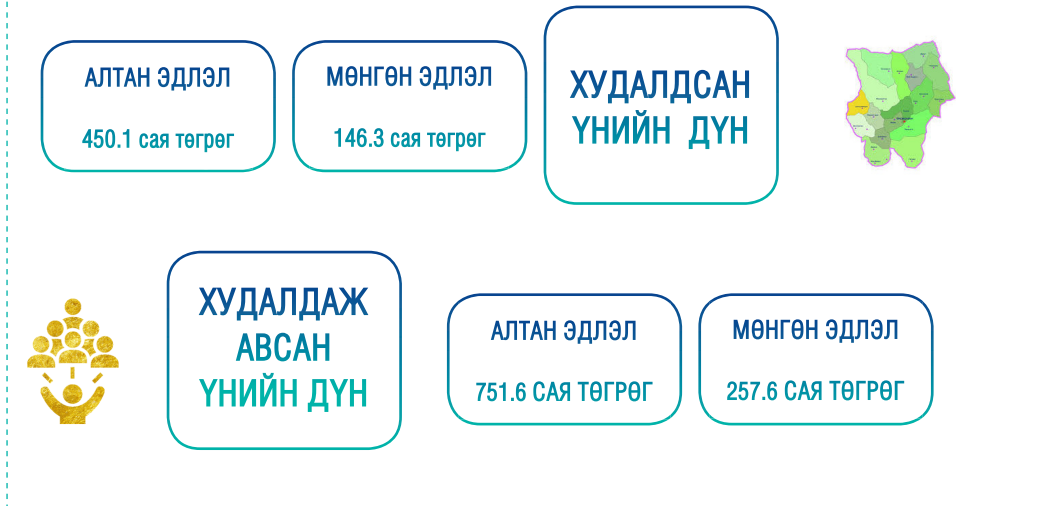 АЛТАН ЭДЛЭЛ
450.1 сая төгрөг
МӨНГӨН ЭДЛЭЛ
146.3 сая төгрөг
ХУДАЛДСАН
ҮНИЙН ДҮН
ХУДАЛДАЖ
АВСАН
ҮНИЙН ДҮН
АЛТАН ЭДЛЭЛ
751.6 САЯ ТӨГРӨГ
МӨНГӨН ЭДЛЭЛ
257.6 САЯ ТӨГРӨГ